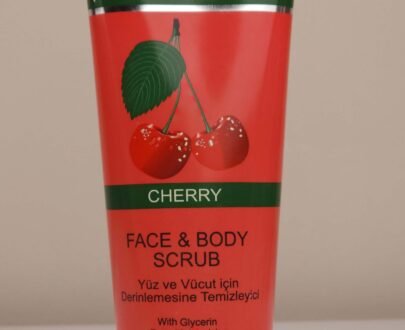 CHERRY
FACE & BODY
SCRUB
Yüz ve Vücut için
Derinlemesine Temizleyici
With Glycerin